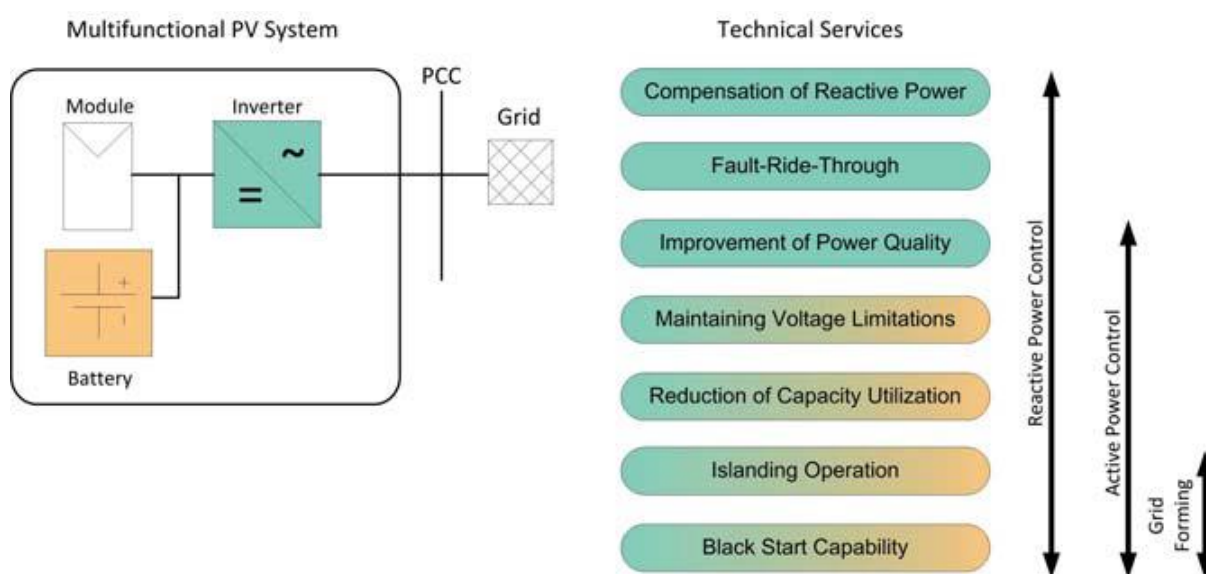 Multifunctional PV System
Module
Inverter
PCC
Grid
~
=
+
Battery
Technical Services
Compensation of Reactive Power
Fault-Ride-Through
Improvement of Power Quality
Maintaining Voltage Limitations
Reduction of Capacity Utilization
Islanding Operation
Black Start Capability
Reactive Power Control
Active Power Control
Grid
Forming